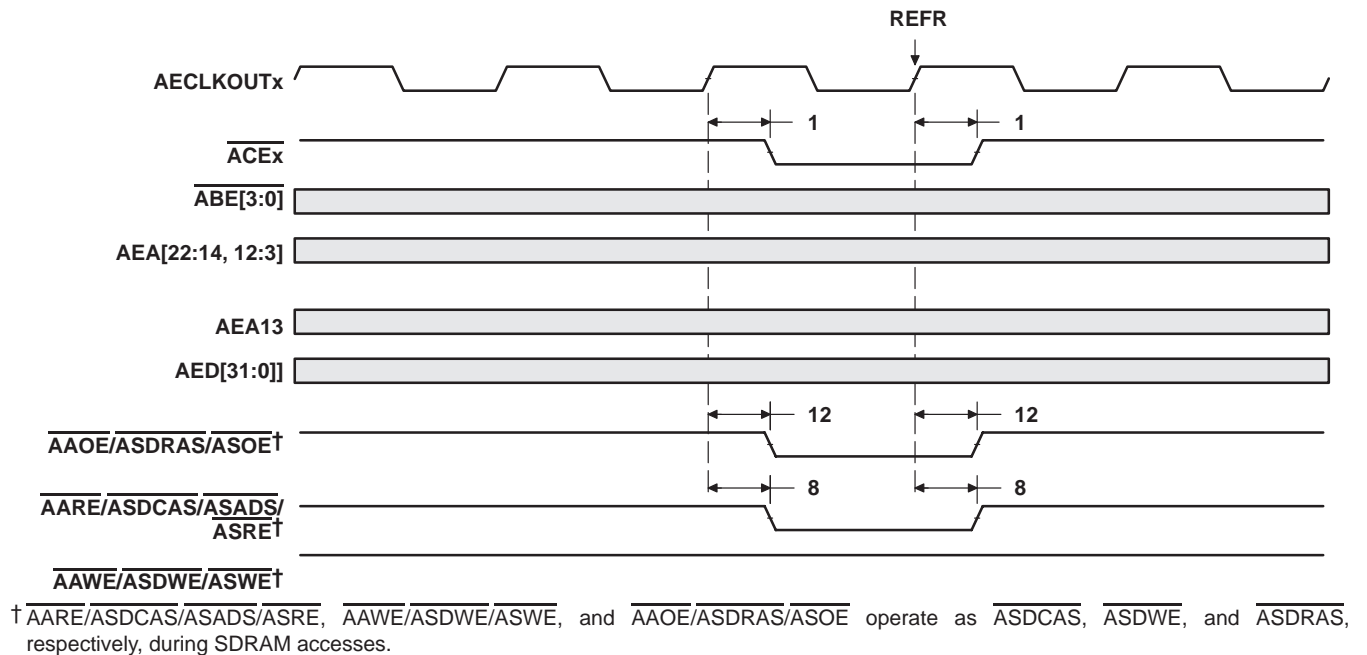 REFR
AECLKOUTx
1 1
ACEx
ABE[3:0]
AEA[22:14, 12:3]
AEA13
AED[31:0]]
12 12
AAOE/ASDRAS/ASOE†
8 8
AARE/ASDCAS/ASADS/
ASRE†
AAWE/ASDWE/ASWE†
† AARE/ASDCAS/ASADS/ASRE, AAWE/ASDWE/ASWE, and AAOE/ASDRAS/ASOE operate as ASDCAS, ASDWE, and ASDRAS,
respectively, during SDRAM accesses.